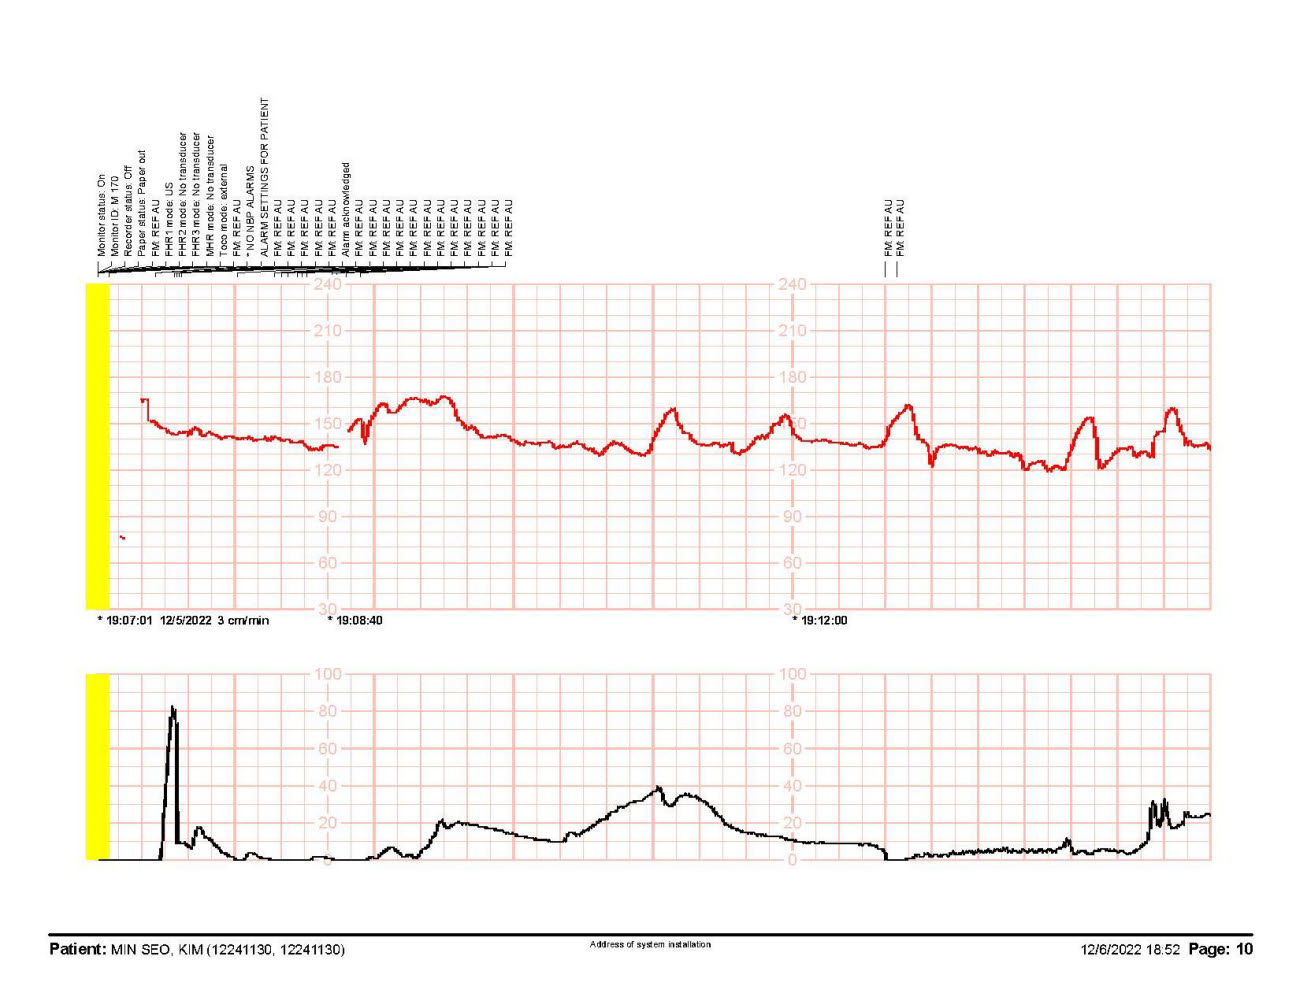 Monitor status: On
Monitor ID: M 170
Recorder status: Off
Paper status: Paper out
FM: REF AU
FHR1 mode: US
FHR2 mode: No transducer
FHR3 mode: No transducer
MHR mode: No transducer
Toco mode: external
FM: REF AU
* NO NBP ALARMS
ALARM SETTINGS FOR PATIENT
FM: REF AU
FM: REF AU
FM: REF AU
FM: REF AU
FM: REF AU
Alarm acknowledged
FM: REF AU
FM: REF AU
FM: REF AU
FM: REF AU
FM: REF AU
FM: REF AU
FM: REF AU
FM: REF AU
FM: REF AU
FM: REF AU
FM: REF AU
FM: REF AU
FM: REF AU
FM: REF AU
240 240
210 210
180 180
150 150
120 120
90 90
60 60
30 30
* 19:07:01 12/5/2022 3 cm/min * 19:08:40 * 19:12:00
100 100
80 80
60 60
40 40
20 20
0 0
Patient: MIN SEO, KIM (12241130, 12241130) Address of system installation 12/6/2022 18:52 Page: 10